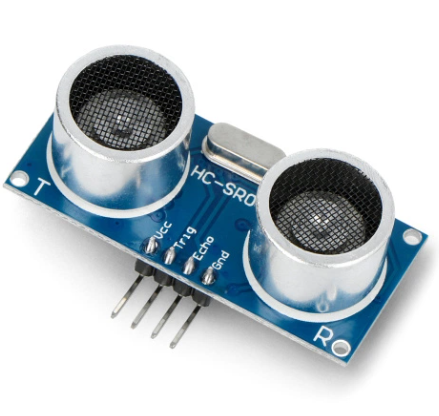 T
HC-SR0
Vcc
Trig
Echo
Gnd
R